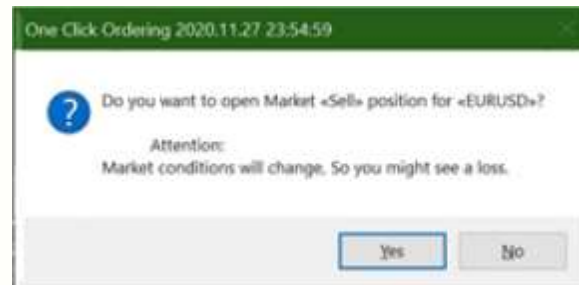 One Click Ordering 2020.11.27 23:54:59
Do you want to open Market «Sell» position for «EURUSD»?
Attention:
Market conditions will change. So you might see a loss.
Yes
No